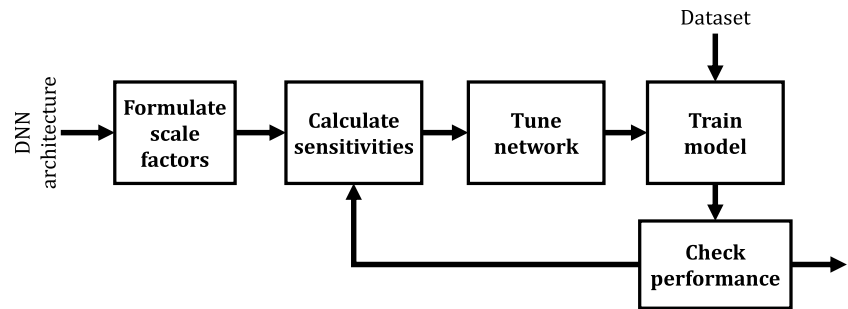 Dataset
DNN
architecture
Formulate
scale
factors
Calculate
sensitivities
Tune
network
Train
model
Check
performance